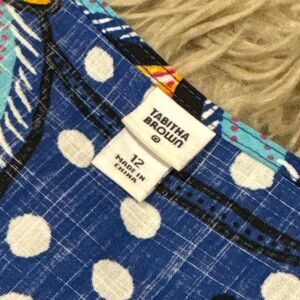 TABITHA
BROWN
®
12
MADE IN
CHINA